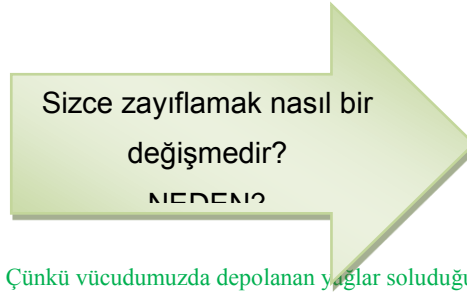 Sizce zayıflamak nasıl bir
değişmedir?
NEDEN?
Çünkü vücudumuzda depolanan yağlar soluduğu